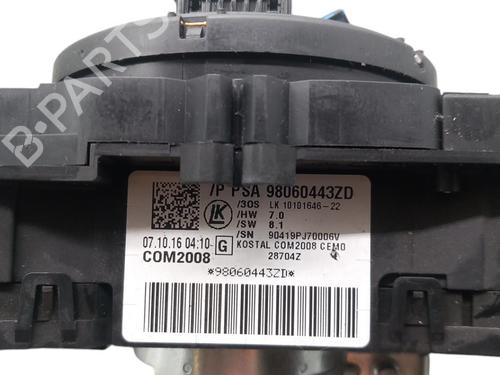 B-PARTS
/P PSA 98060443ZD
/3OS LK 10101646-22
/HW 7.0
/SW 8.1
/SN 90419PJ70006V
07.10.16 04:10- G KOSTAL COM2008 CEMO
COM2008 28704Z
*98060443ZD*
LK